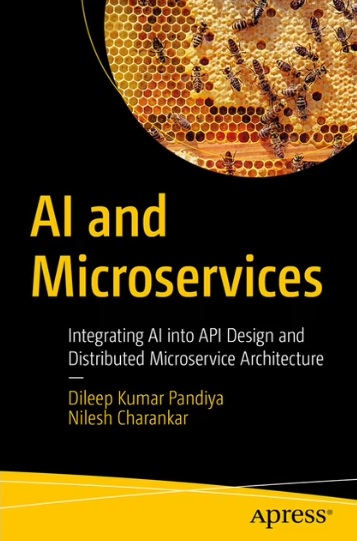 AI and
Microservices
Integrating AI into API Design and
Distributed Microservice Architecture
Dileep Kumar Pandiya
Nilesh Charankar
Apress®